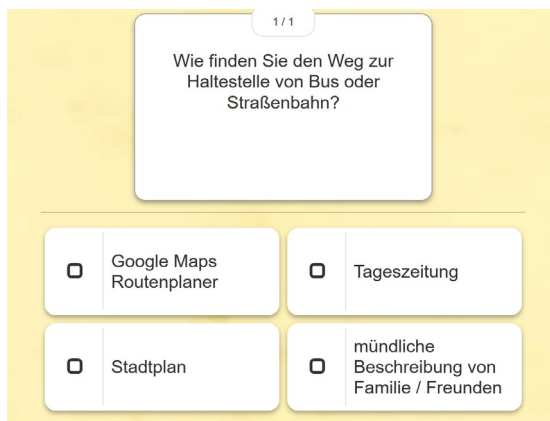 1 / 1
Wie finden Sie den Weg zur
Haltestelle von Bus oder
Straßenbahn?
Google Maps
Routenplaner
Tageszeitung
Stadtplan
mündliche
Beschreibung von
Familie / Freunden